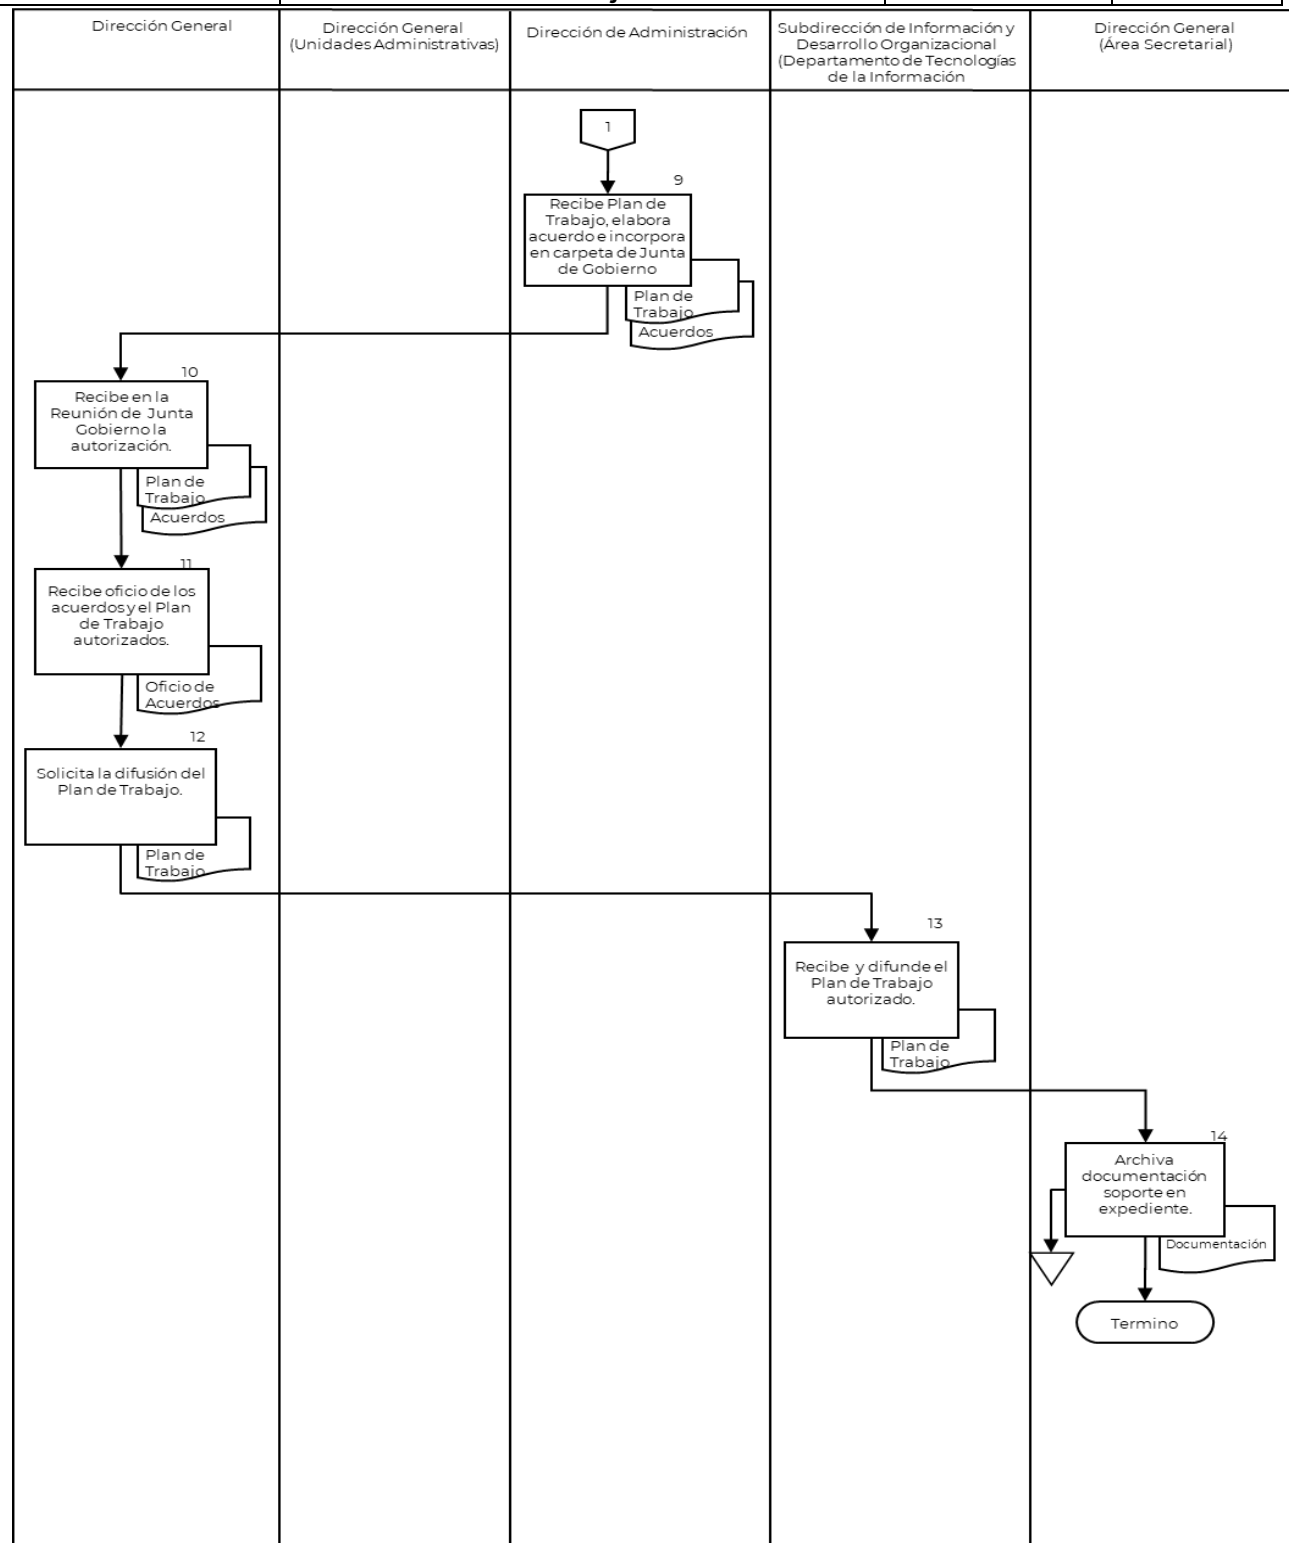 Dirección General
Dirección General
(Unidades Administrativas)
Dirección de Administración
Subdirección de Información y
Desarrollo Organizacional
(Departamento de Tecnologías
de la Información
Dirección General
(Área Secretarial)
1
9
Recibe Plan de
Trabajo, elabora
acuerdo e incorpora
en carpeta de Junta
de Gobierno
Plan de
Trabajo
Acuerdos
10
Recibe en la
Reunión de Junta
Gobierno la
autorización.
Plan de
Trabajo
Acuerdos
11
Recibe oficio de los
acuerdos y el Plan
de Trabajo
autorizados.
Oficio de
Acuerdos
12
Solicita la difusión del
Plan de Trabajo.
Plan de
Trabajo
13
Recibe y difunde el
Plan de Trabajo
autorizado.
Plan de
Trabajo
14
Archiva
documentación
soporte en
expediente.
Documentación
Termino